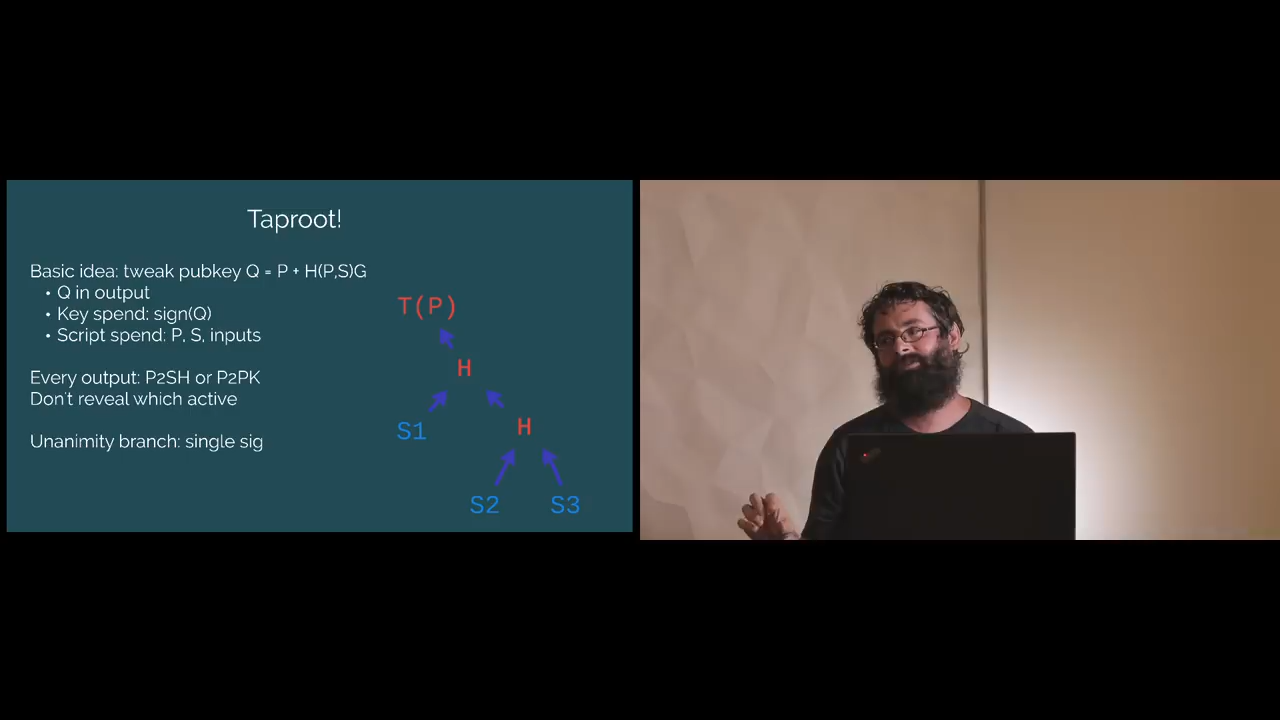 Taproot!
Basic idea: tweak pubkey Q = P + H(P,S)G
• Q in output
• Key spend: sign(Q)
• Script spend: P, S, inputs
Every output: P2SH or P2PK
Don't reveal which active
Unanimity branch: single sig
T(P)
H
S1
H
S2 S3